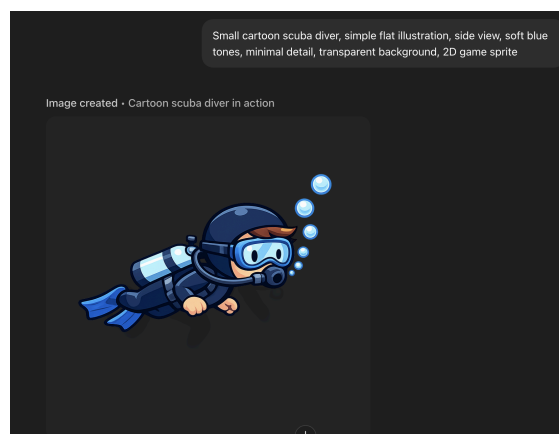 Small cartoon scuba diver, simple flat illustration, side view, soft blue
tones, minimal detail, transparent background, 2D game sprite
Image created • Cartoon scuba diver in action